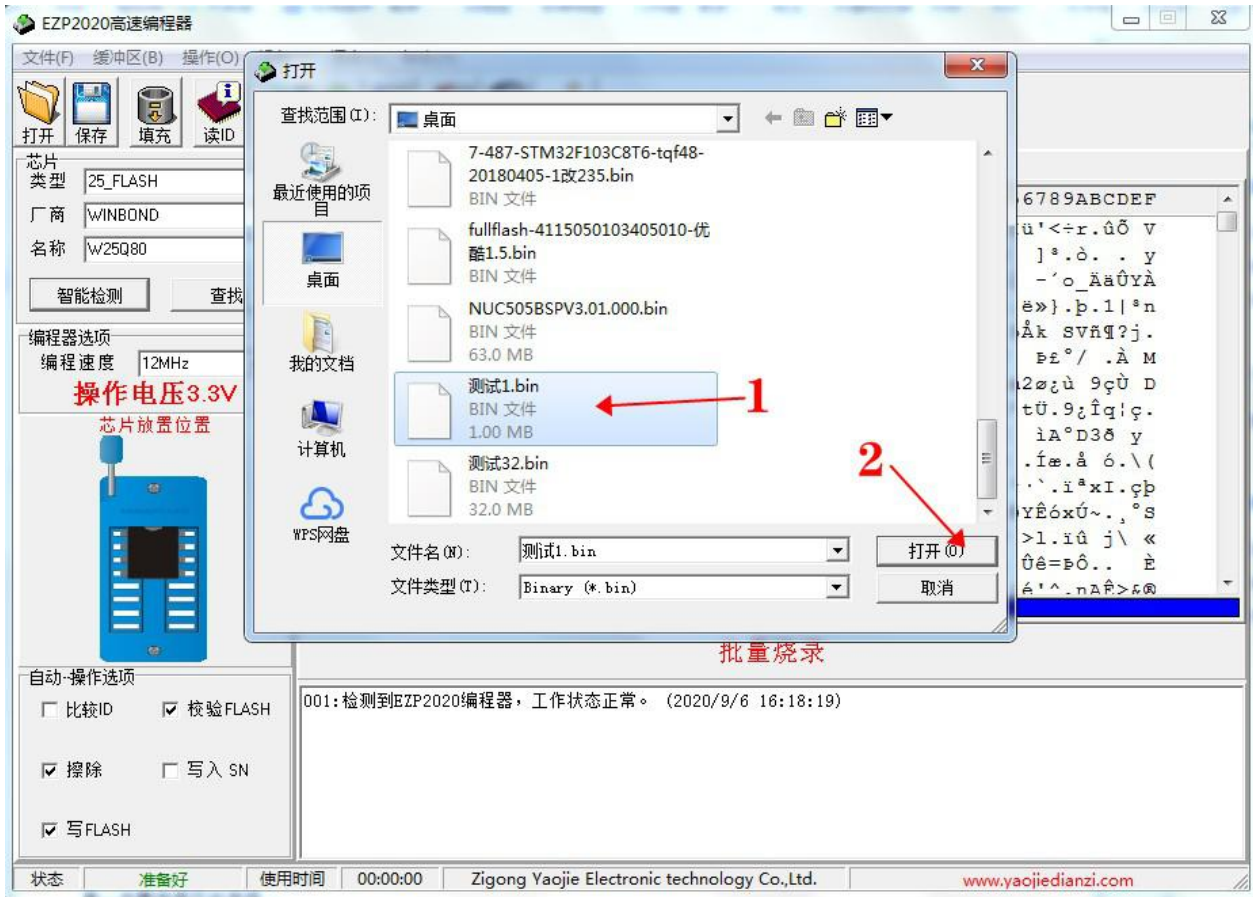 EZP2020高速编程器
文件(F) 缓冲区(B) 操作(O)
打开 保存 填充 读ID
芯片
类型 25_FLASH
厂商 WINBOND
名称 W25Q80
智能检测 查找
编程器选项
编程速度 12MHz
操作电压3.3V
芯片放置位置
打开
查找范围(I): 桌面
最近使用的项目
桌面
我的文档
计算机
WPS网盘
7-487-STM32F103C8T6-tqf48-
20180405-1改235.bin
BIN 文件
fullflash-4115050103405010-优
酷1.5.bin
BIN 文件
NUC505BSPV3.01.000.bin
BIN 文件
63.0 MB
测试1.bin
BIN 文件
1.00 MB
1
测试32.bin
BIN 文件
32.0 MB
2
文件名(N): 测试1.bin 打开(O)
文件类型(T): Binary (*.bin) 取消
6789ABCDEF
批量烧录
自动--操作选项
比较ID 校验FLASH
擦除 写入 SN
写FLASH
001:检测到EZP2020编程器，工作状态正常。 (2020/9/6 16:18:19)
状态 准备好 使用时间 00:00:00 Zigong Yaojie Electronic technology Co.,Ltd. www.yaojiedianzi.com